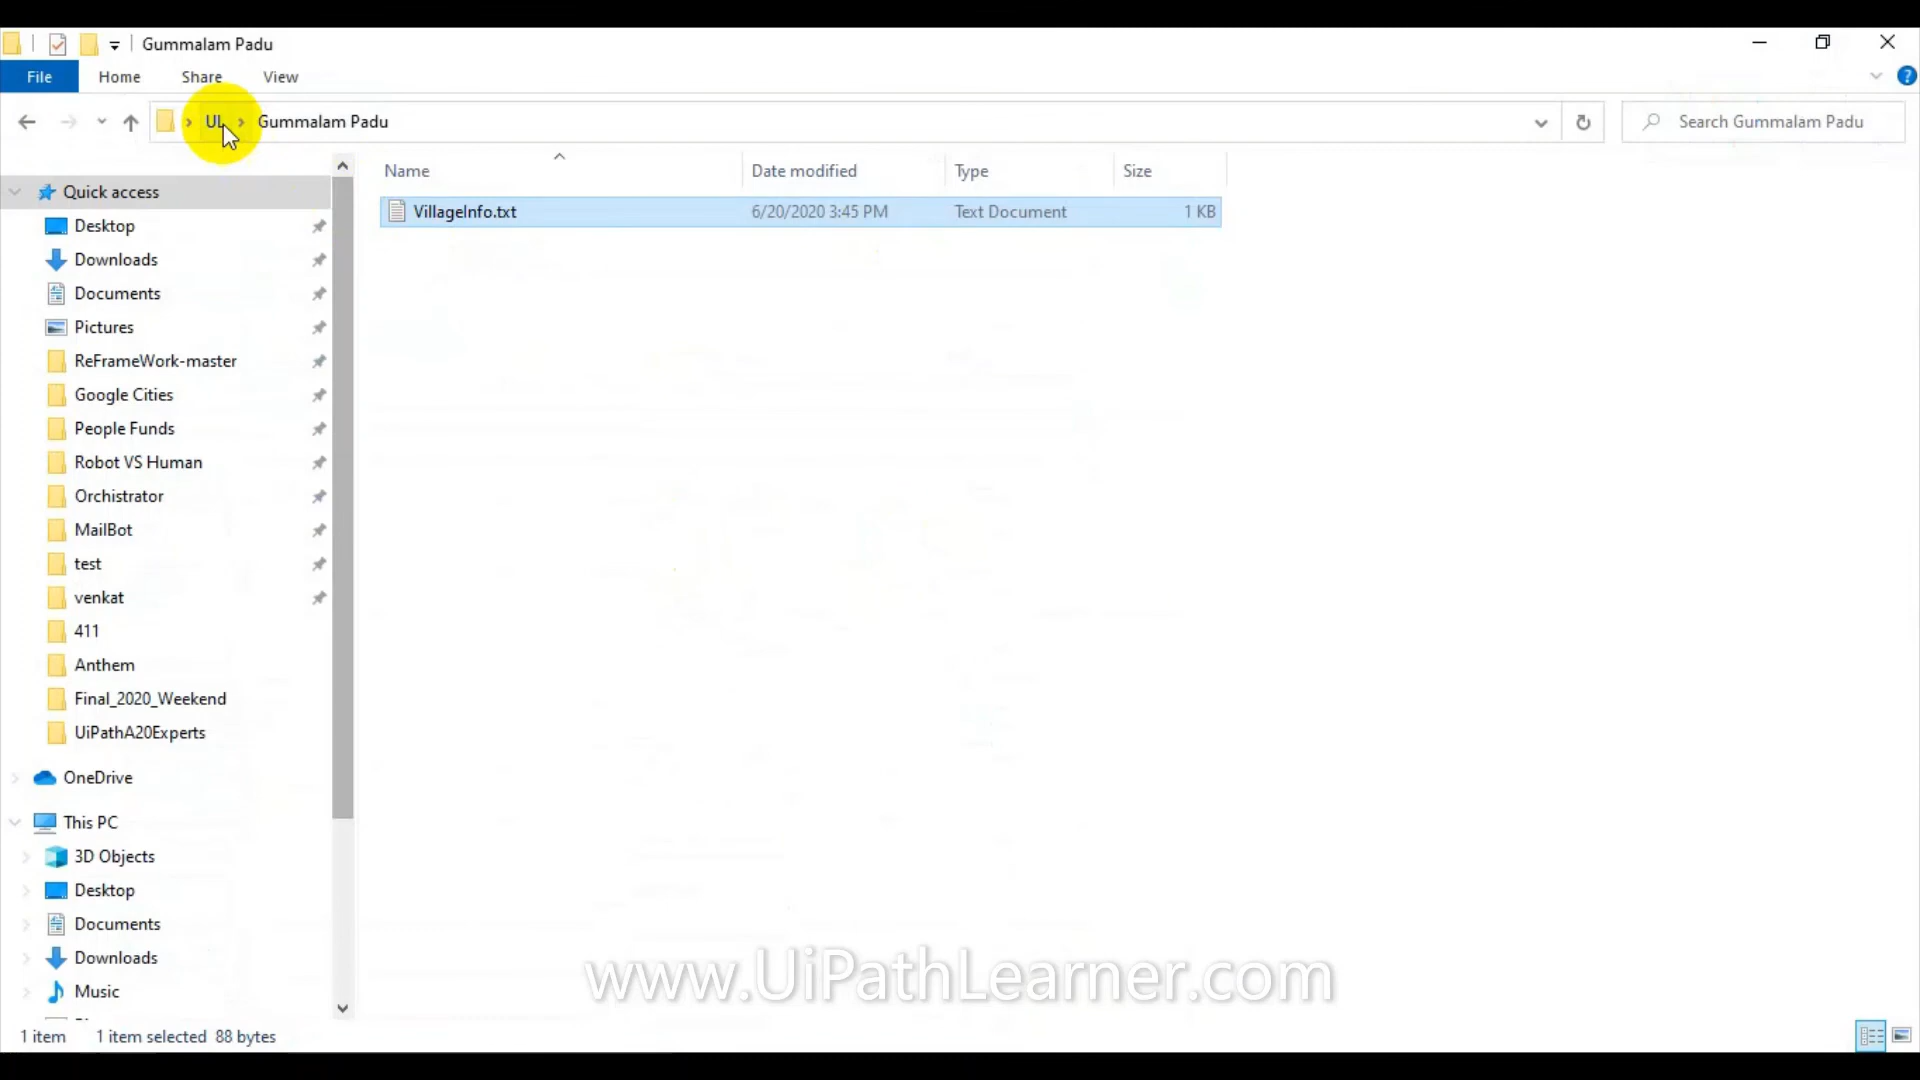 Gummalam Padu
File Home Share View
UL Gummalam Padu
Search Gummalam Padu
Name Date modified Type Size
VillageInfo.txt 6/20/2020 3:45 PM Text Document 1 KB
Quick access
Desktop
Downloads
Documents
Pictures
ReFrameWork-master
Google Cities
People Funds
Robot VS Human
Orchistrator
MailBot
test
venkat
411
Anthem
Final_2020_Weekend
UiPathA20Experts
OneDrive
This PC
3D Objects
Desktop
Documents
Downloads
Music
www.UiPathLearner.com
1 item 1 item selected 88 bytes